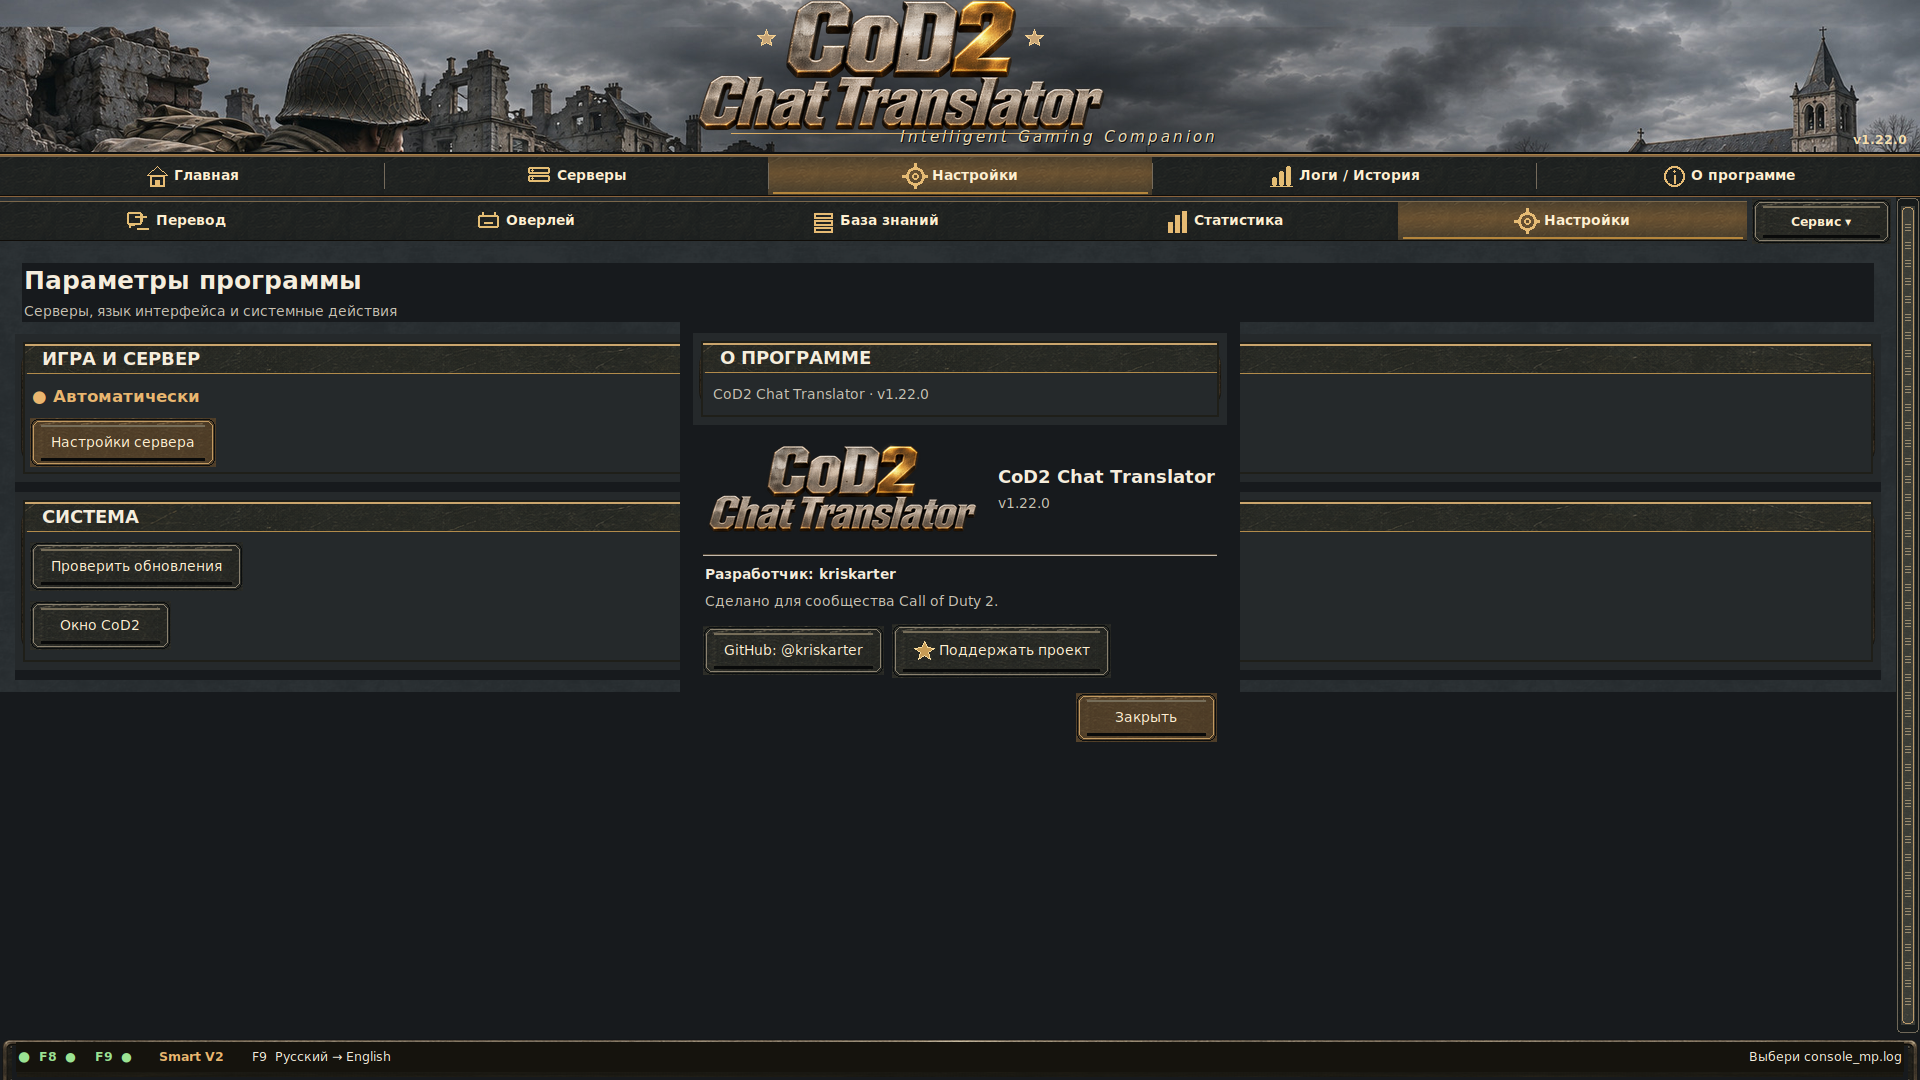 CoD2
Chat Translator
Intelligent Gaming Companion
v1.22.0
Главная
Серверы
Настройки
Логи / История
О программе
Перевод
Оверлей
База знаний
Статистика
Настройки
Сервис ▾
Параметры программы
Серверы, язык интерфейса и системные действия
ИГРА И СЕРВЕР
Автоматически
Настройки сервера
СИСТЕМА
Проверить обновления
Окно CoD2
О ПРОГРАММЕ
CoD2 Chat Translator · v1.22.0
CoD2
Chat Translator
CoD2 Chat Translator
v1.22.0
Разработчик: kriskarter
Сделано для сообщества Call of Duty 2.
GitHub: @kriskarter
Поддержать проект
Закрыть
● F8 ● F9 ● Smart V2 F9 Русский → English
Выбери console_mp.log